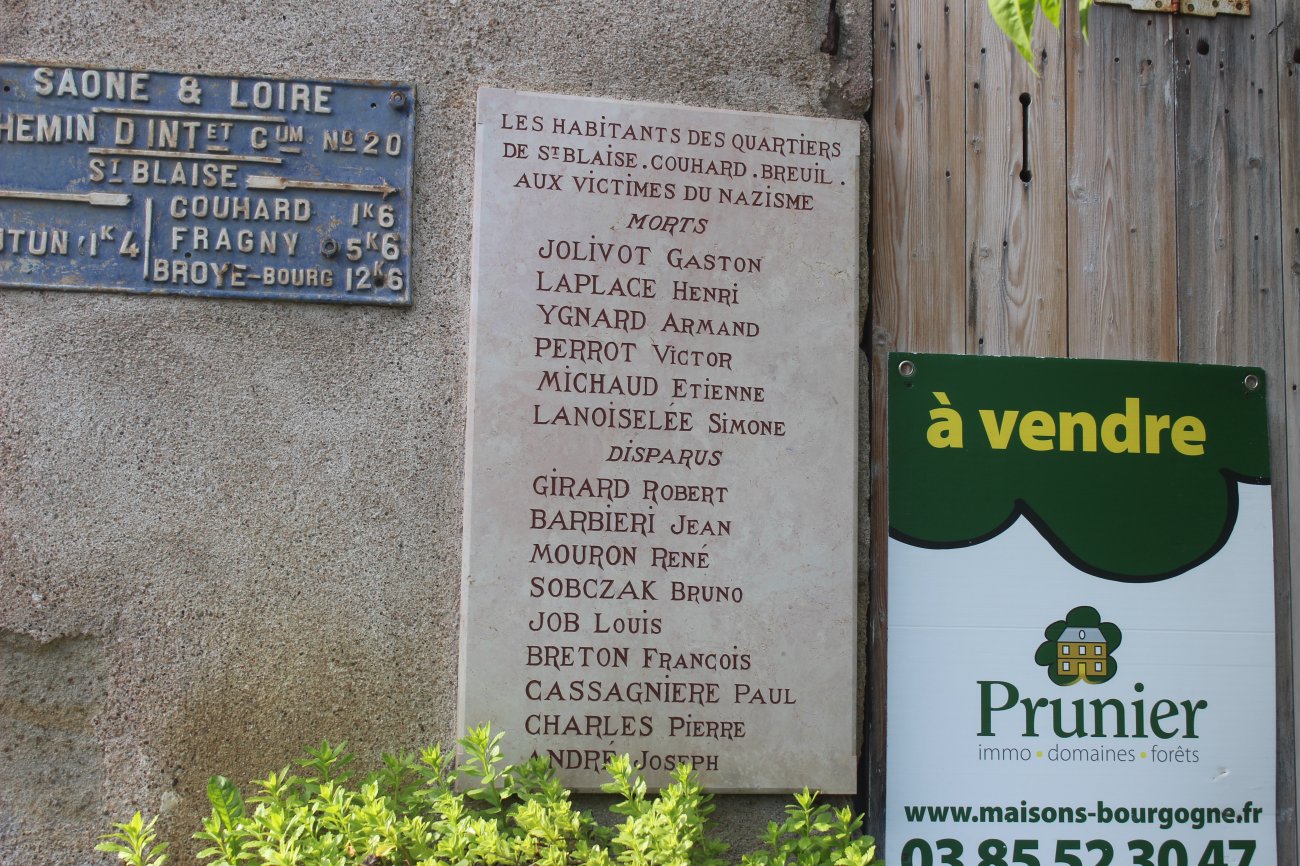 SAONE & LOIRE
HEMIN D'INTET CUM NO 20
ST BLAISE
COUHARD 1K6
UTUN 1K4
FRAGNY 5K6
BROYE-BOURG 12K6
LES HABITANTS DES QUARTIERS
DE ST BLAISE.COUHARD.BREUIL.
AUX VICTIMES DU NAZISME
MORTS
JOLIVOT GASTON
LAPLACE HENRI
YGNARD ARMAND
PERROT VICTOR
MICHAUD ETIENNE
LANOISELÉE SIMONE
DISPARUS
GIRARD ROBERT
BARBIERI JEAN
MOURON RENÉ
SOBCZAK BRUNO
JOB LOUIS
BRETON FRANÇOIS
CASSAGNIERE PAUL
CHARLES PIERRE
ANDRÉ JOSEPH
à vendre
Prunier
immo • domaines • forêts
www.maisons-bourgogne.fr
03 85 52 30 47